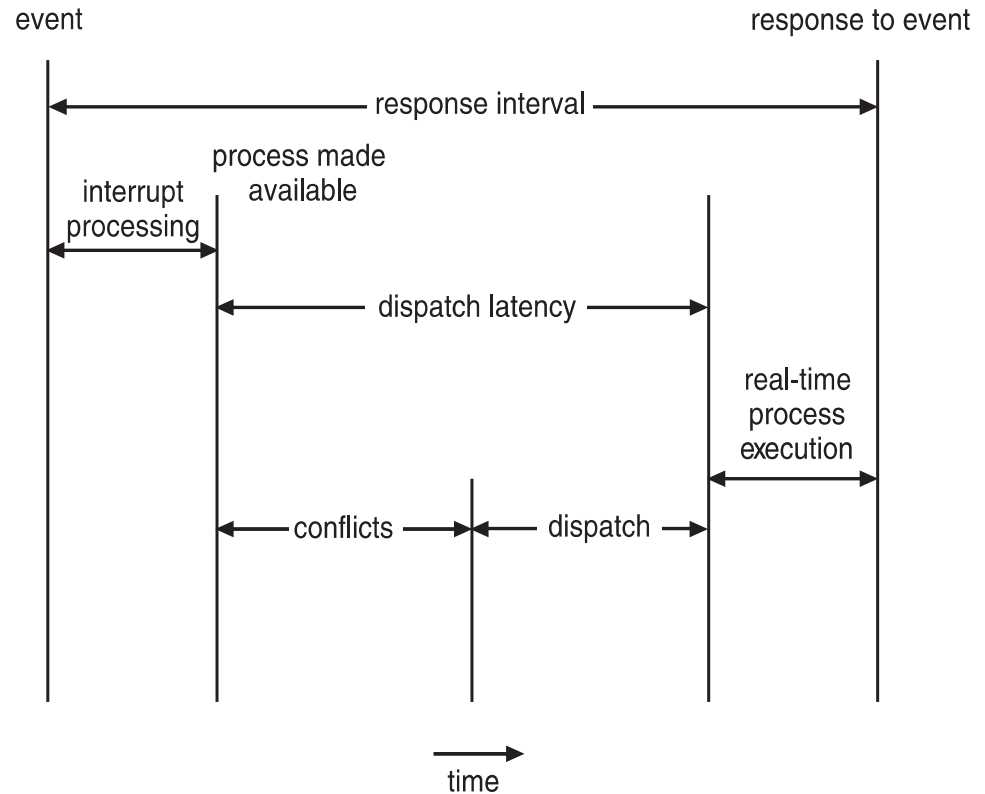 event
response to event
response interval
process made
available
interrupt
processing
dispatch latency
real-time
process
execution
conflicts
dispatch
time